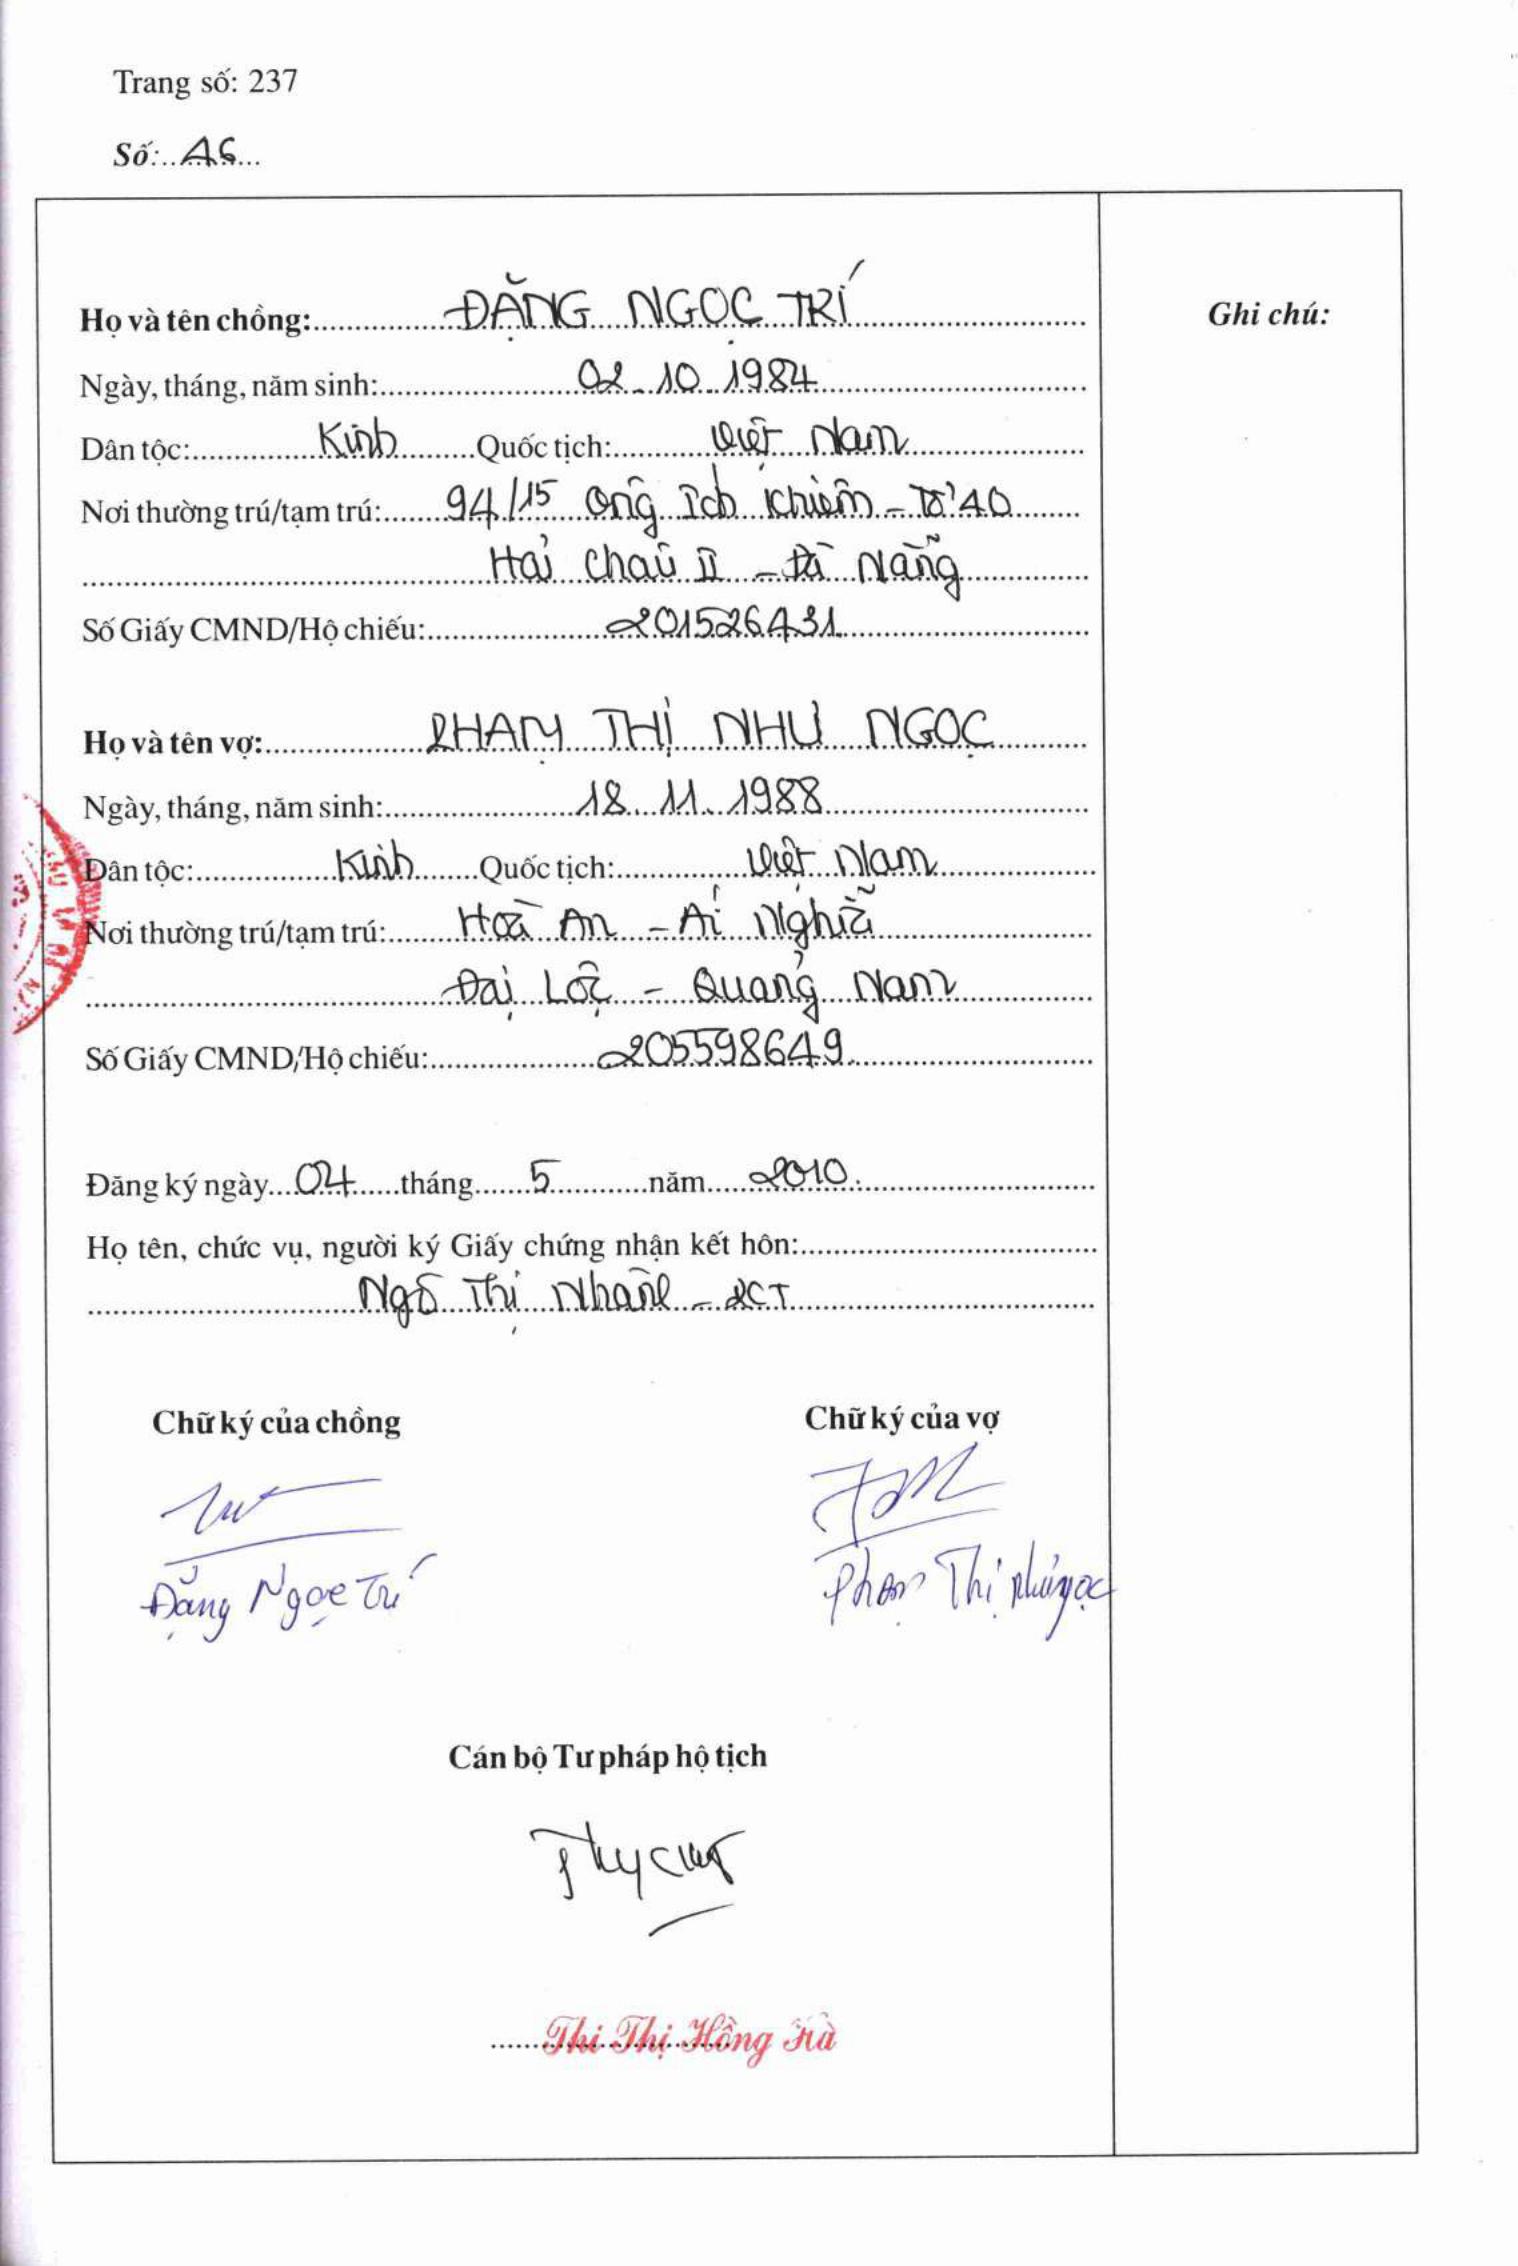 Trang số: 237
Số: 46
Họ và tên chồng: ĐẶNG NGỌC TRÍ
Ghi chú:
Ngày, tháng, năm sinh: 02.10.1984
Dân tộc: Kinh Quốc tịch: Việt Nam
Nơi thường trú/tạm trú: 94/15 Ông Ích Khiêm - Tổ 40
Hải Châu II - Đà Nẵng
Số Giấy CMND/Hộ chiếu: 201526431
Họ và tên vợ: PHẠM THỊ NHƯ NGỌC
Ngày, tháng, năm sinh: 18.11.1988
Dân tộc: Kinh Quốc tịch: Việt Nam
Nơi thường trú/tạm trú: Hoà An - Ái Nghĩa
Đại Lộc - Quảng Nam
Số Giấy CMND/Hộ chiếu: 205598649
Đăng ký ngày 04 tháng 5 năm 2010
Họ tên, chức vụ, người ký Giấy chứng nhận kết hôn:
Ngô Thị Nhanh - PCT
Chữ ký của chồng Chữ ký của vợ
Đặng Ngọc Trí Phạm Thị Như Ngọc
Cán bộ Tư pháp hộ tịch
Thi Thị Hồng Hà